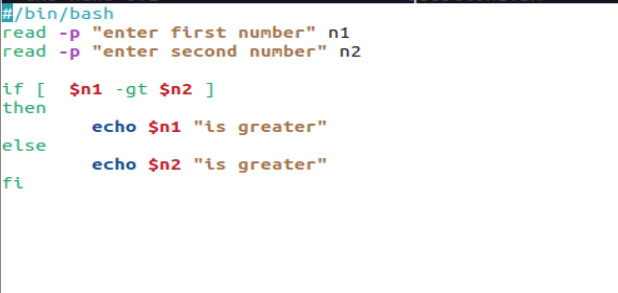 #/bin/bash
read -p "enter first number" n1
read -p "enter second number" n2
if [  $n1 -gt $n2 ]
then
        echo $n1 "is greater"
else
        echo $n2 "is greater"
fi